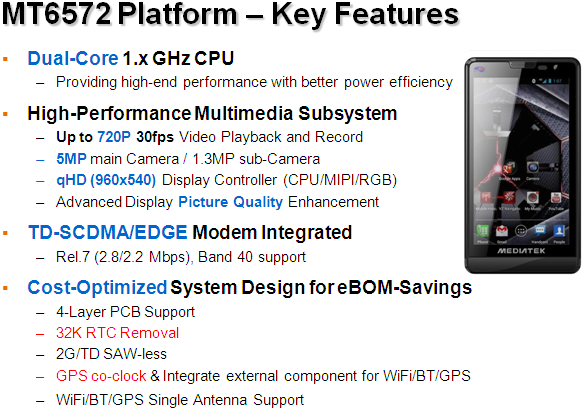 MT6572 Platform – Key Features
Dual-Core 1.x GHz CPU
– Providing high-end performance with better power efficiency
High-Performance Multimedia Subsystem
– Up to 720P 30fps Video Playback and Record
– 5MP main Camera / 1.3MP sub-Camera
– qHD (960x540) Display Controller (CPU/MIPI/RGB)
– Advanced Display Picture Quality Enhancement
TD-SCDMA/EDGE Modem Integrated
– Rel.7 (2.8/2.2 Mbps), Band 40 support
Cost-Optimized System Design for eBOM-Savings
– 4-Layer PCB Support
– 32K RTC Removal
– 2G/TD SAW-less
– GPS co-clock & Integrate external component for WiFi/BT/GPS
– WiFi/BT/GPS Single Antenna Support
MEDIATEK